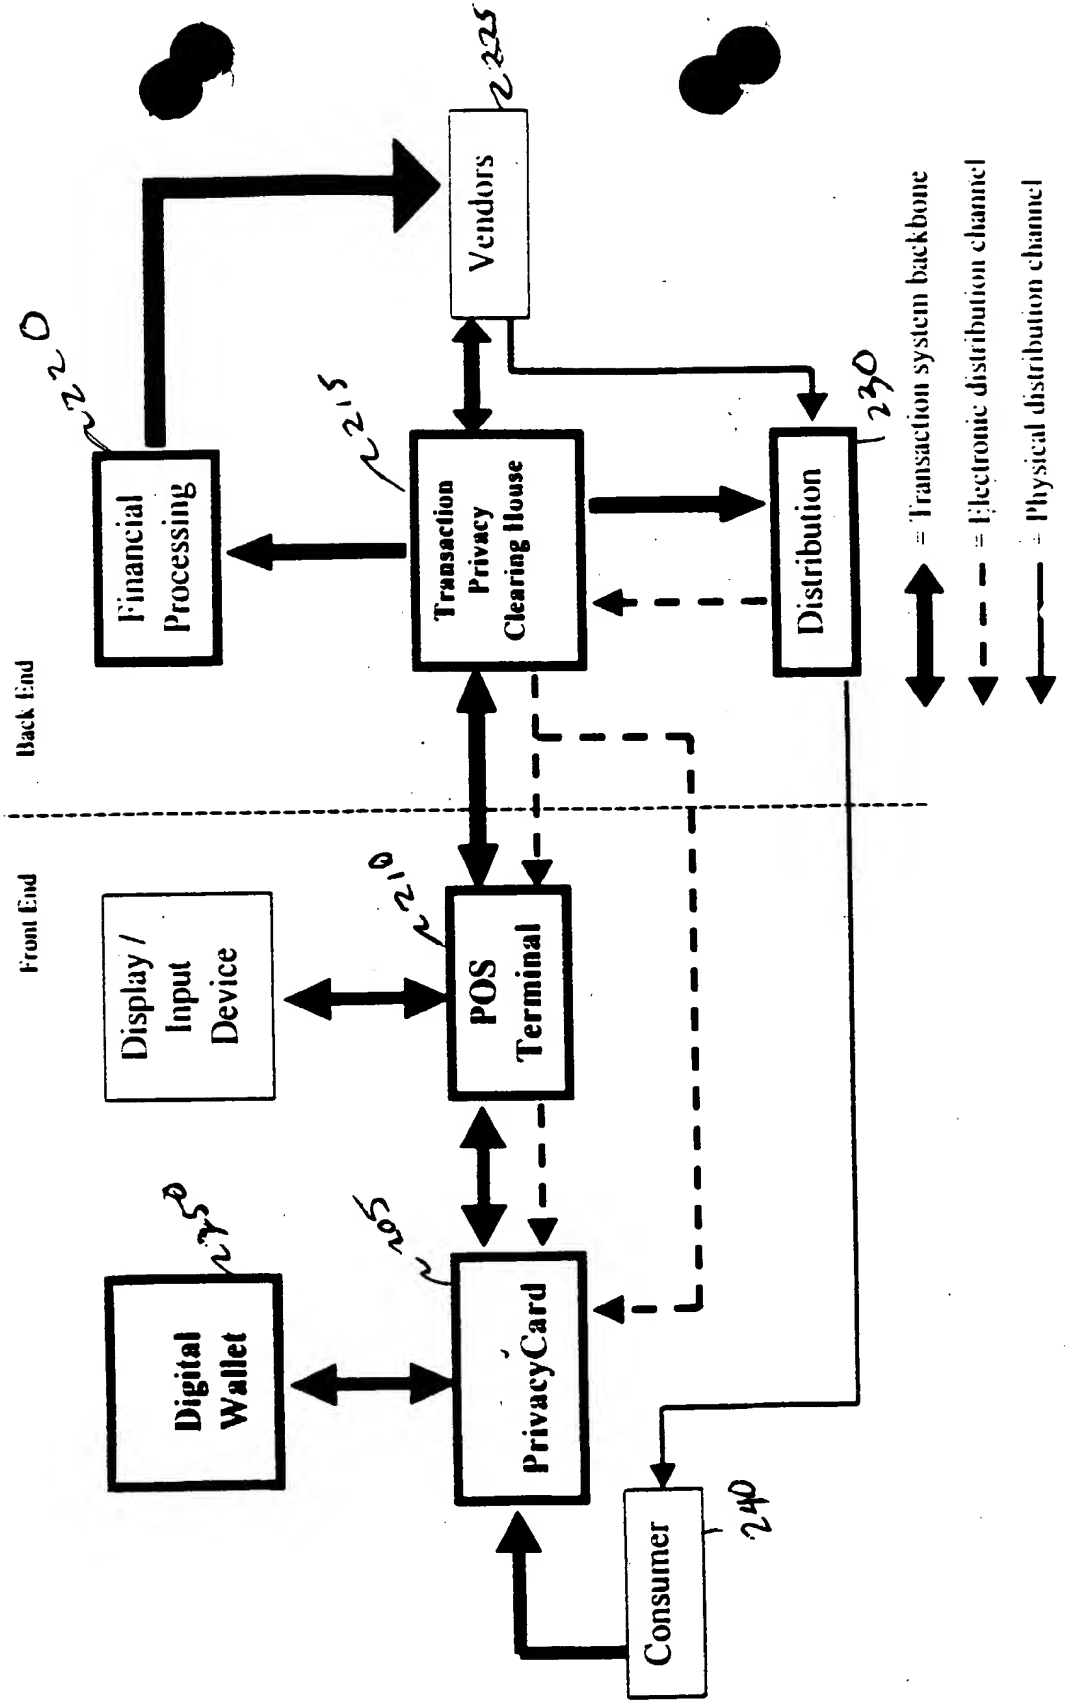 Front End
Back End
Digital
Wallet
250
Display /
Input
Device
Financial
Processing
220
PrivacyCard
205
POS
Terminal
210
Transaction
Privacy
Clearing House
215
Vendors
225
Consumer
240
Distribution
230
= Transaction system backbone
= Electronic distribution channel
= Physical distribution channel